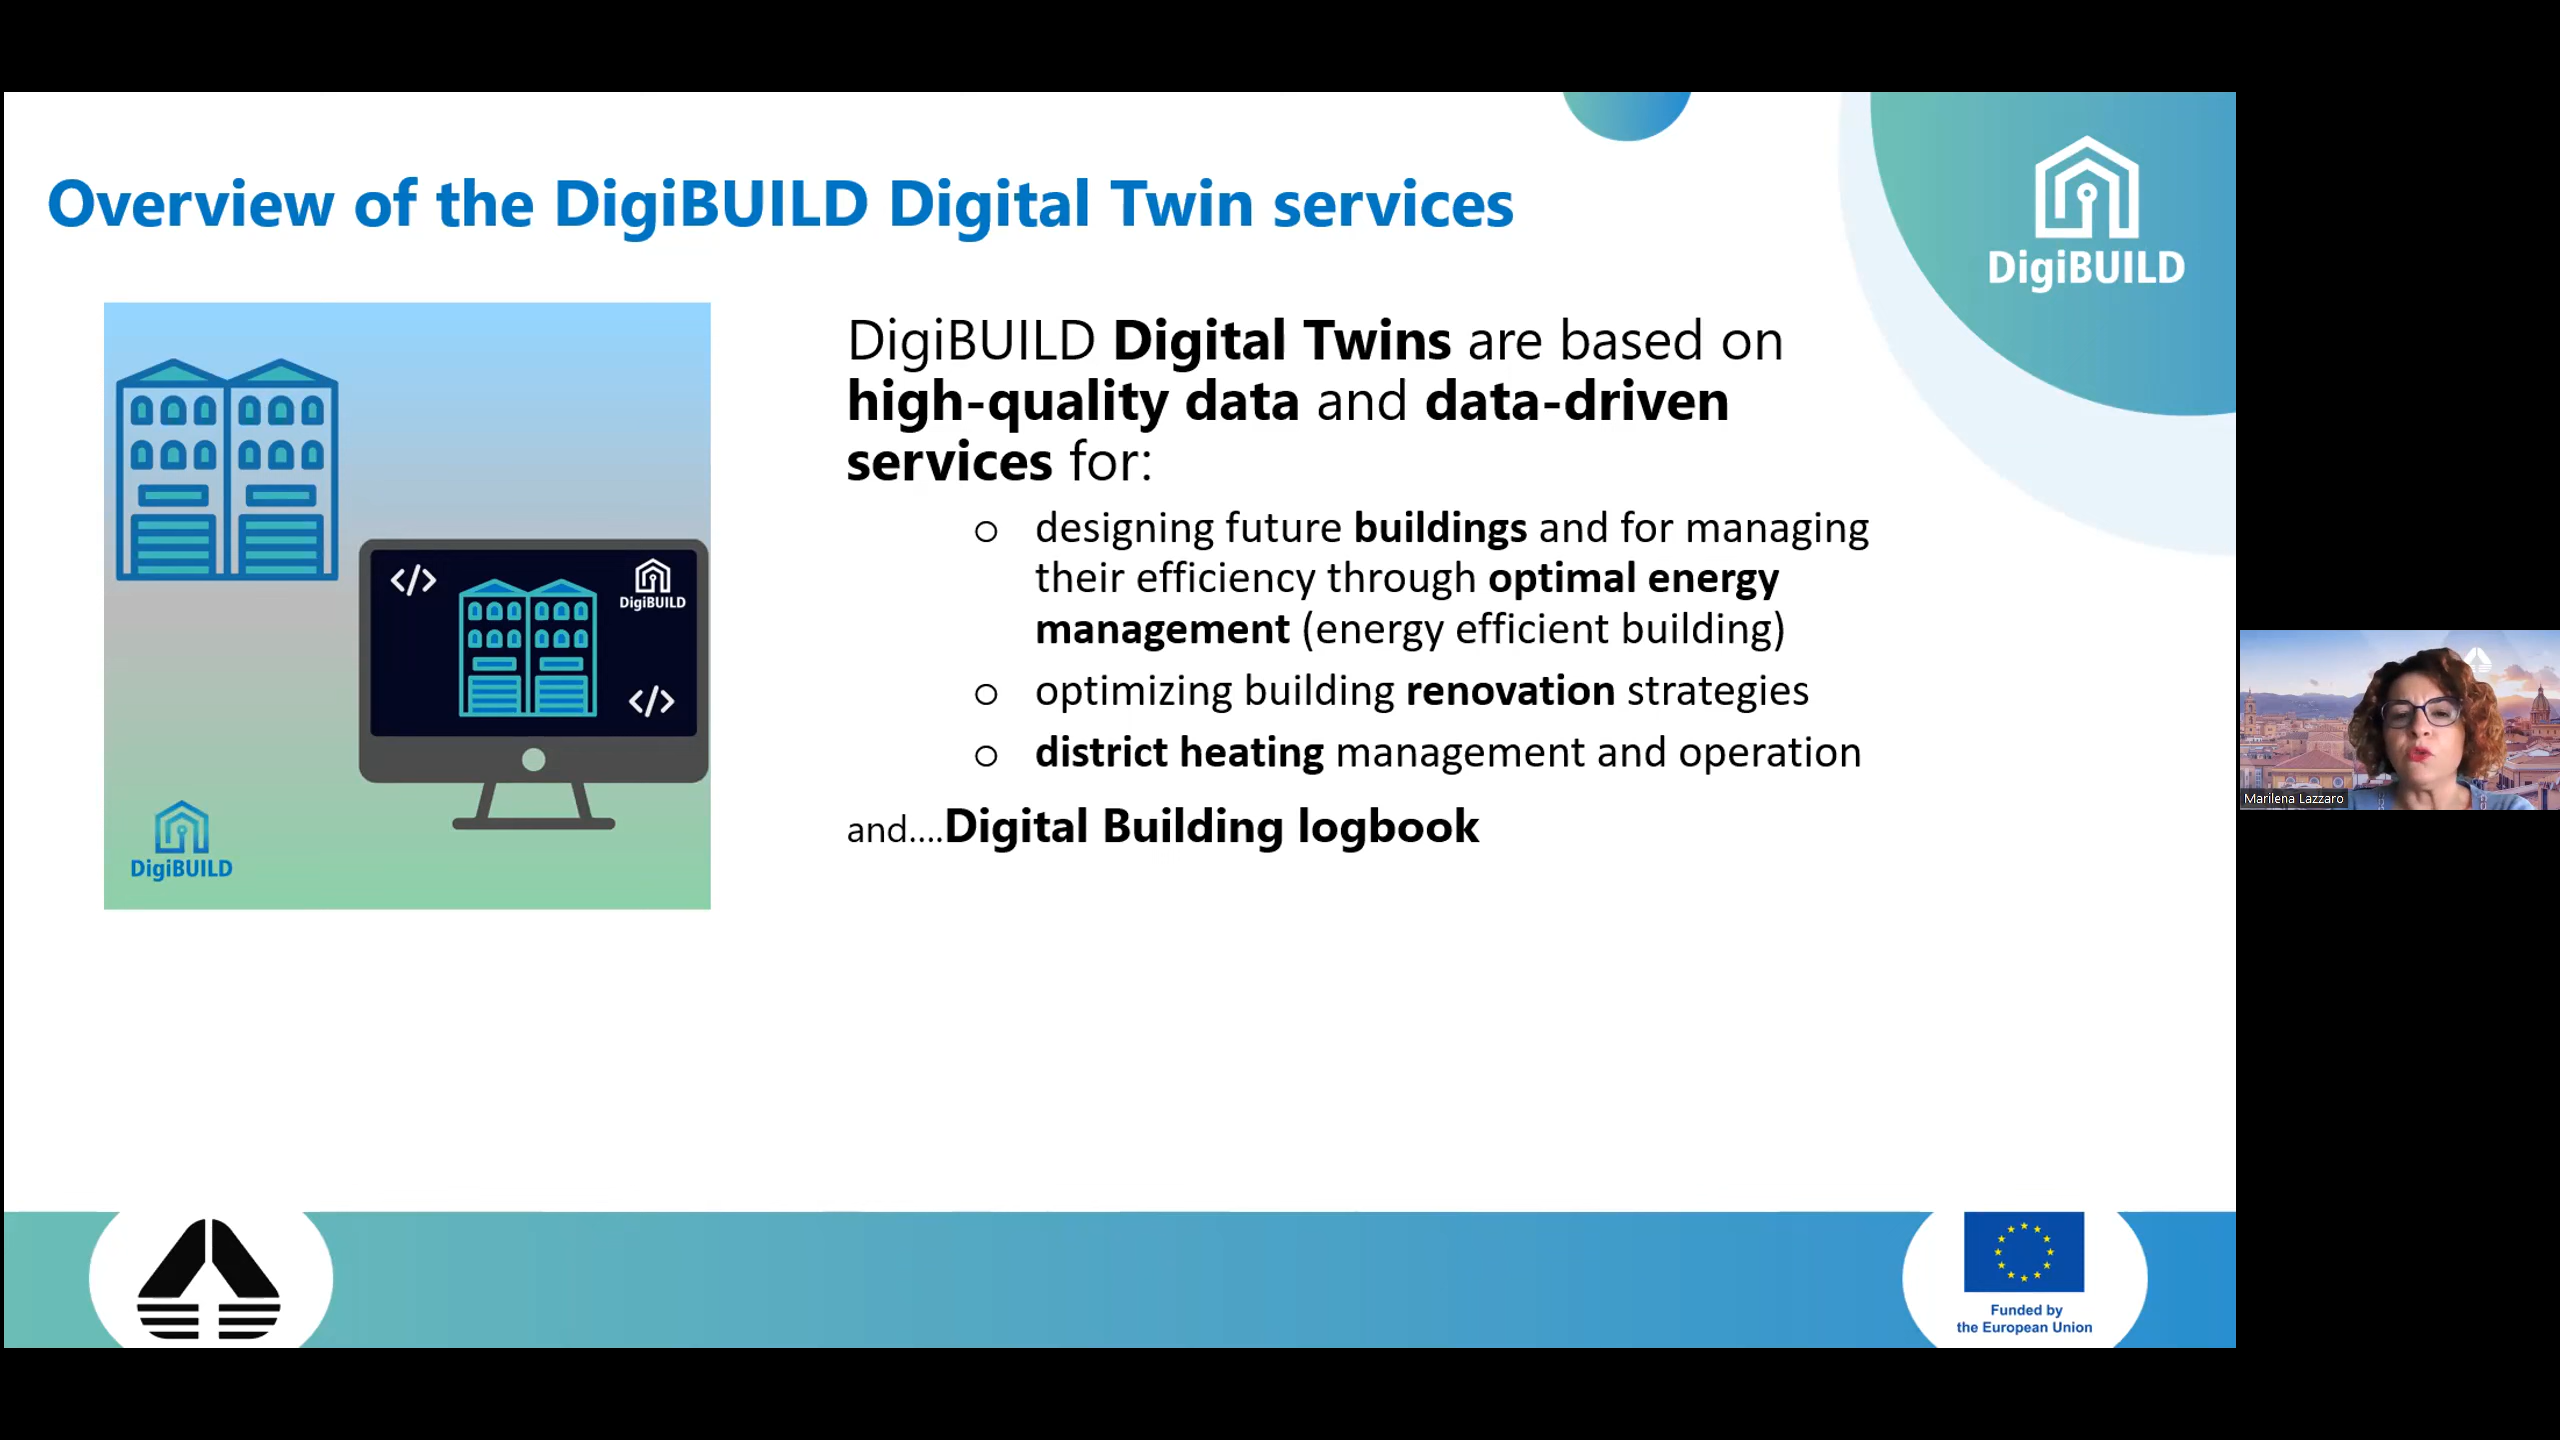 Overview of the DigiBUILD Digital Twin services
DigiBUILD
DigiBUILD Digital Twins are based on
high-quality data and data-driven
services for:
o designing future buildings and for managing
their efficiency through optimal energy
management (energy efficient building)
o optimizing building renovation strategies
o district heating management and operation
and....Digital Building logbook
</>
DigiBUILD
</>
DigiBUILD
Marilena Lazzaro
Funded by
the European Union